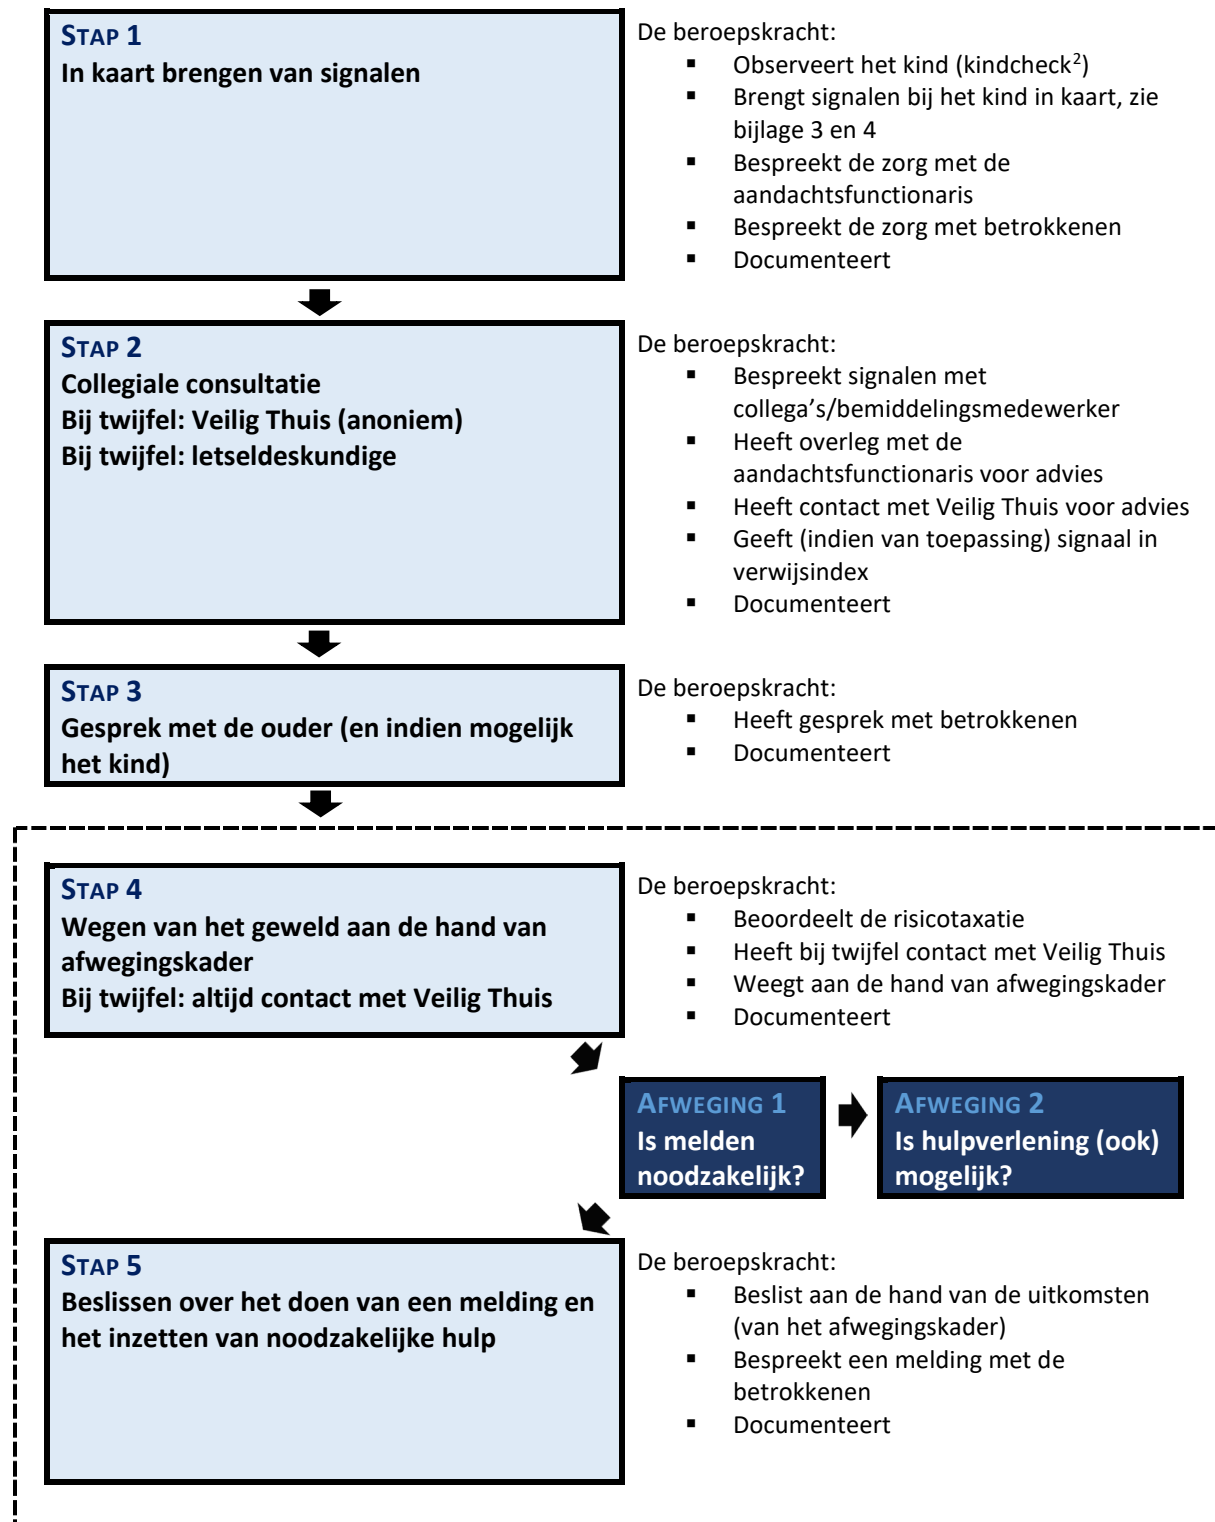 STAP 1
In kaart brengen van signalen
De beroepskracht:
▪ Observeert het kind (kindcheck²)
▪ Brengt signalen bij het kind in kaart, zie
bijlage 3 en 4
▪ Bespreekt de zorg met de
aandachtsfunctionaris
▪ Bespreekt de zorg met betrokkenen
▪ Documenteert
STAP 2
Collegiale consultatie
Bij twijfel: Veilig Thuis (anoniem)
Bij twijfel: letseldeskundige
De beroepskracht:
▪ Bespreekt signalen met
collega’s/bemiddelingsmedewerker
▪ Heeft overleg met de
aandachtsfunctionaris voor advies
▪ Heeft contact met Veilig Thuis voor advies
▪ Geeft (indien van toepassing) signaal in
verwijsindex
▪ Documenteert
STAP 3
Gesprek met de ouder (en indien mogelijk
het kind)
De beroepskracht:
▪ Heeft gesprek met betrokkenen
▪ Documenteert
STAP 4
Wegen van het geweld aan de hand van
afwegingskader
Bij twijfel: altijd contact met Veilig Thuis
De beroepskracht:
▪ Beoordeelt de risicotaxatie
▪ Heeft bij twijfel contact met Veilig Thuis
▪ Weegt aan de hand van afwegingskader
▪ Documenteert
AFWEGING 1
Is melden
noodzakelijk?
AFWEGING 2
Is hulpverlening (ook)
mogelijk?
STAP 5
Beslissen over het doen van een melding en
het inzetten van noodzakelijke hulp
De beroepskracht:
▪ Beslist aan de hand van de uitkomsten
(van het afwegingskader)
▪ Bespreekt een melding met de
betrokkenen
▪ Documenteert